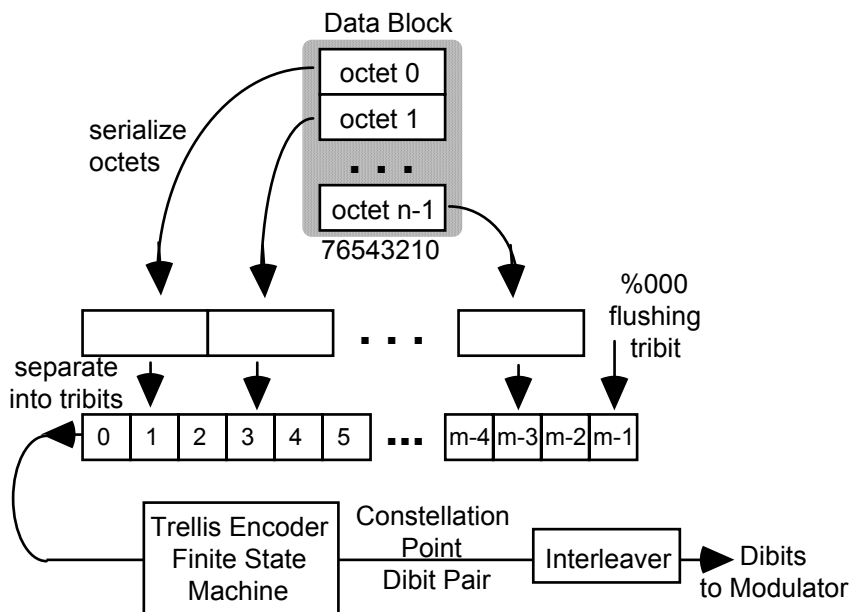 Data Block
octet 0
octet 1
serialize
octets
. . .
octet n-1
76543210
%000
flushing
tribit
. . .
separate
into tribits
0 1 2 3 4 5 ... m-4 m-3 m-2 m-1
Trellis Encoder
Finite State
Machine
Constellation
Point
Dibit Pair
Interleaver
Dibits
to Modulator